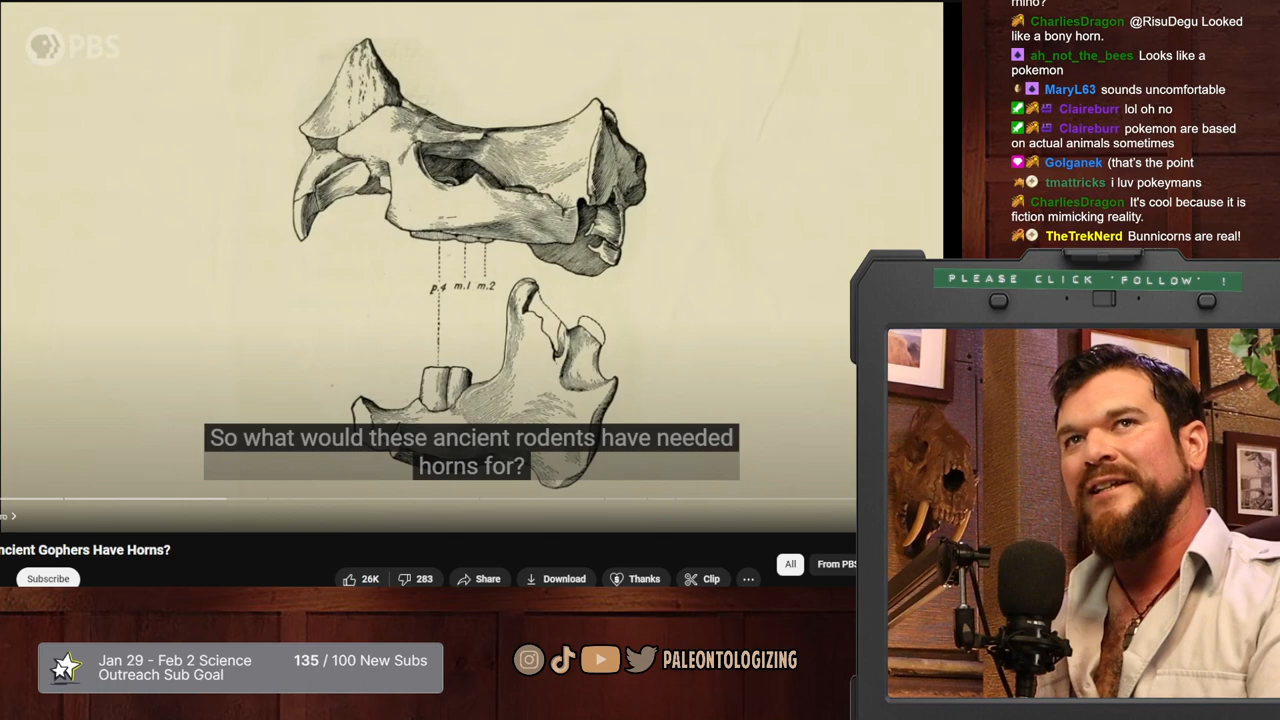 PBS
rhino?
CharliesDragon @RisuDegu Looked
like a bony horn.
ah_not_the_bees Looks like a
pokemon
MaryL63 sounds uncomfortable
Claireburr lol oh no
Claireburr pokemon are based
on actual animals sometimes
Golganek (that's the point
tmattricks i luv pokeymans
CharliesDragon It's cool because it is
fiction mimicking reality.
TheTrekNerd Bunnicorns are real!
PLEASE CLICK 'FOLLOW' !
p.4 m.1 m.2
So what would these ancient rodents have needed
horns for?
ro >
ncient Gophers Have Horns?
Subscribe
26K
283
Share
Download
Thanks
Clip
...
All
From PBS
Jan 29 - Feb 2 Science
Outreach Sub Goal
135 / 100 New Subs
PALEONTOLOGIZING